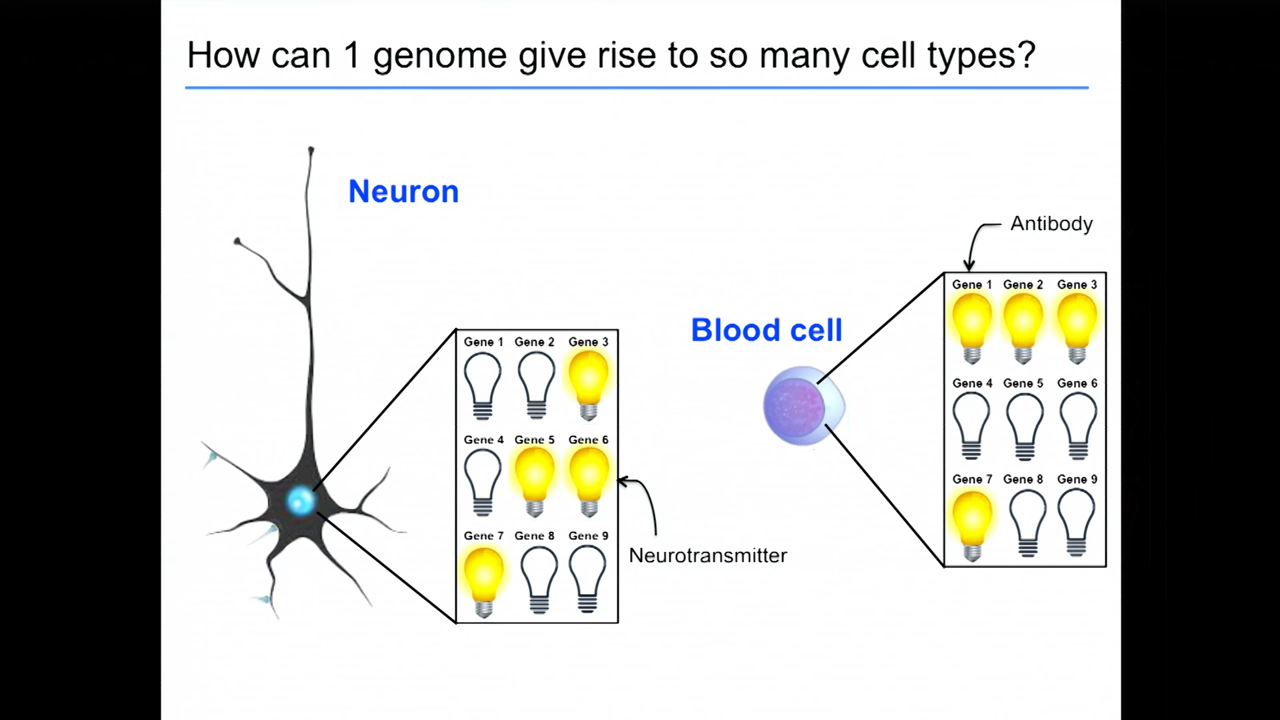 How can 1 genome give rise to so many cell types?
Neuron
Gene 1 Gene 2 Gene 3
Gene 4 Gene 5 Gene 6
Gene 7 Gene 8 Gene 9
Neurotransmitter
Blood cell
Antibody
Gene 1 Gene 2 Gene 3
Gene 4 Gene 5 Gene 6
Gene 7 Gene 8 Gene 9